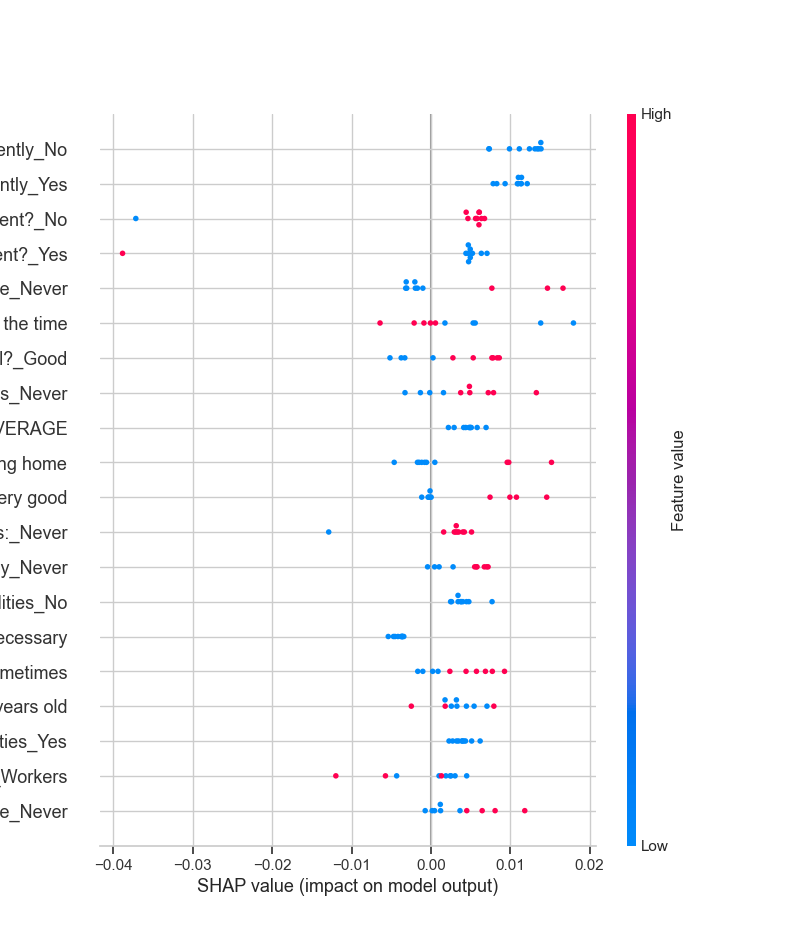 High
ently_No
ntly_Yes
ent?_No
ent?_Yes
e_Never
the time
l?_Good
s_Never
VERAGE
ng home
ery good
s:_Never
y_Never
lities_No
ecessary
metimes
years old
ties_Yes
_Workers
e_Never
Feature value
Low
−0.04 −0.03 −0.02 −0.01 0.00 0.01 0.02
SHAP value (impact on model output)